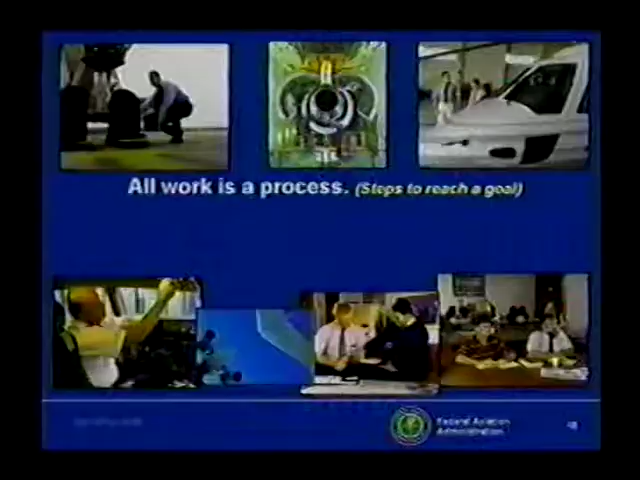 All work is a process. (Steps to reach a goal)
Federal Aviation
Administration